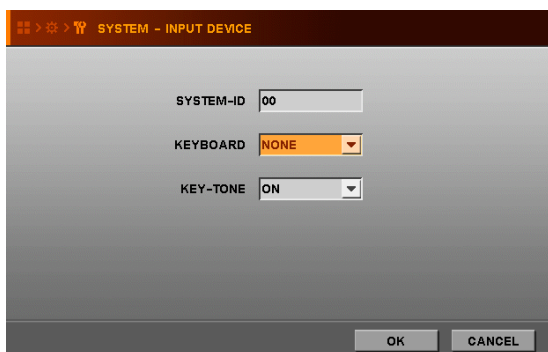 SYSTEM - INPUT DEVICE
SYSTEM-ID 00
KEYBOARD NONE
KEY-TONE ON
OK CANCEL